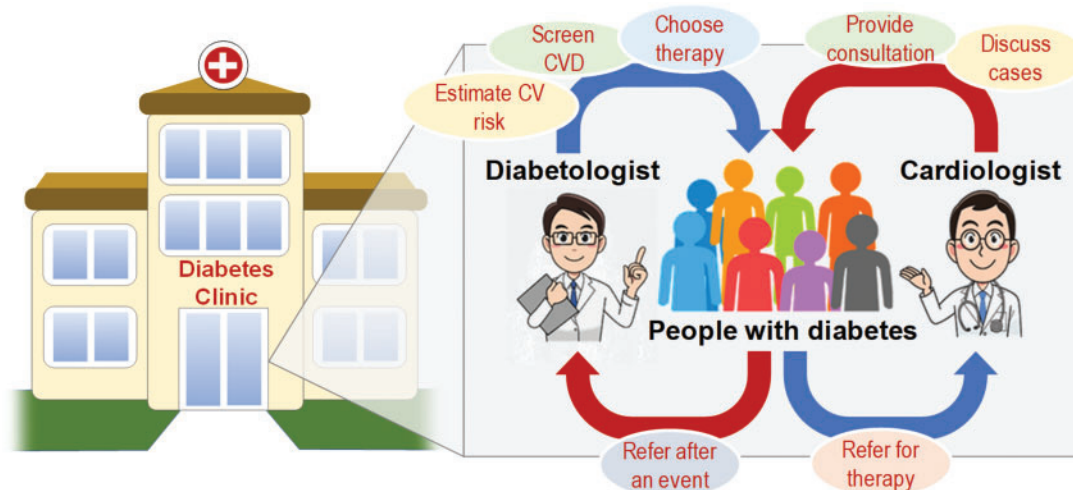 Screen
CVD
Choose
therapy
Provide
consultation
Discuss
cases
Estimate CV
risk
Diabetologist
Cardiologist
Diabetes
Clinic
People with diabetes
Refer after
an event
Refer for
therapy